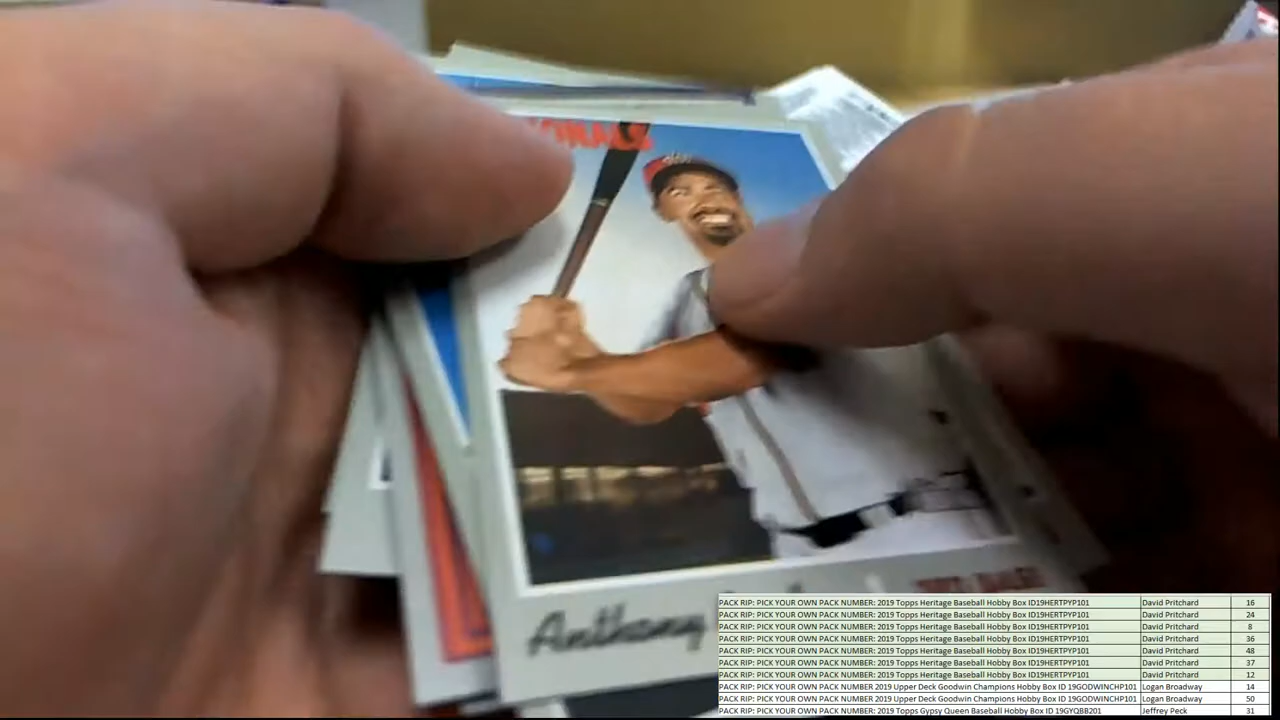 Anthony
PACK RIP: PICK YOUR OWN PACK NUMBER: 2019 Topps Heritage Baseball Hobby Box ID19HERTPYP101 David Pritchard 16
PACK RIP: PICK YOUR OWN PACK NUMBER: 2019 Topps Heritage Baseball Hobby Box ID19HERTPYP101 David Pritchard 24
PACK RIP: PICK YOUR OWN PACK NUMBER: 2019 Topps Heritage Baseball Hobby Box ID19HERTPYP101 David Pritchard 8
PACK RIP: PICK YOUR OWN PACK NUMBER: 2019 Topps Heritage Baseball Hobby Box ID19HERTPYP101 David Pritchard 36
PACK RIP: PICK YOUR OWN PACK NUMBER: 2019 Topps Heritage Baseball Hobby Box ID19HERTPYP101 David Pritchard 48
PACK RIP: PICK YOUR OWN PACK NUMBER: 2019 Topps Heritage Baseball Hobby Box ID19HERTPYP101 David Pritchard 37
PACK RIP: PICK YOUR OWN PACK NUMBER: 2019 Topps Heritage Baseball Hobby Box ID19HERTPYP101 David Pritchard 12
PACK RIP: PICK YOUR OWN PACK NUMBER 2019 Upper Deck Goodwin Champions Hobby Box ID 19GODWINCHP101 Logan Broadway 14
PACK RIP: PICK YOUR OWN PACK NUMBER 2019 Upper Deck Goodwin Champions Hobby Box ID 19GODWINCHP101 Logan Broadway 50
PACK RIP: PICK YOUR OWN PACK NUMBER: 2019 Topps Gypsy Queen Baseball Hobby Box ID 19GYQBB201 Jeffrey Peck 31